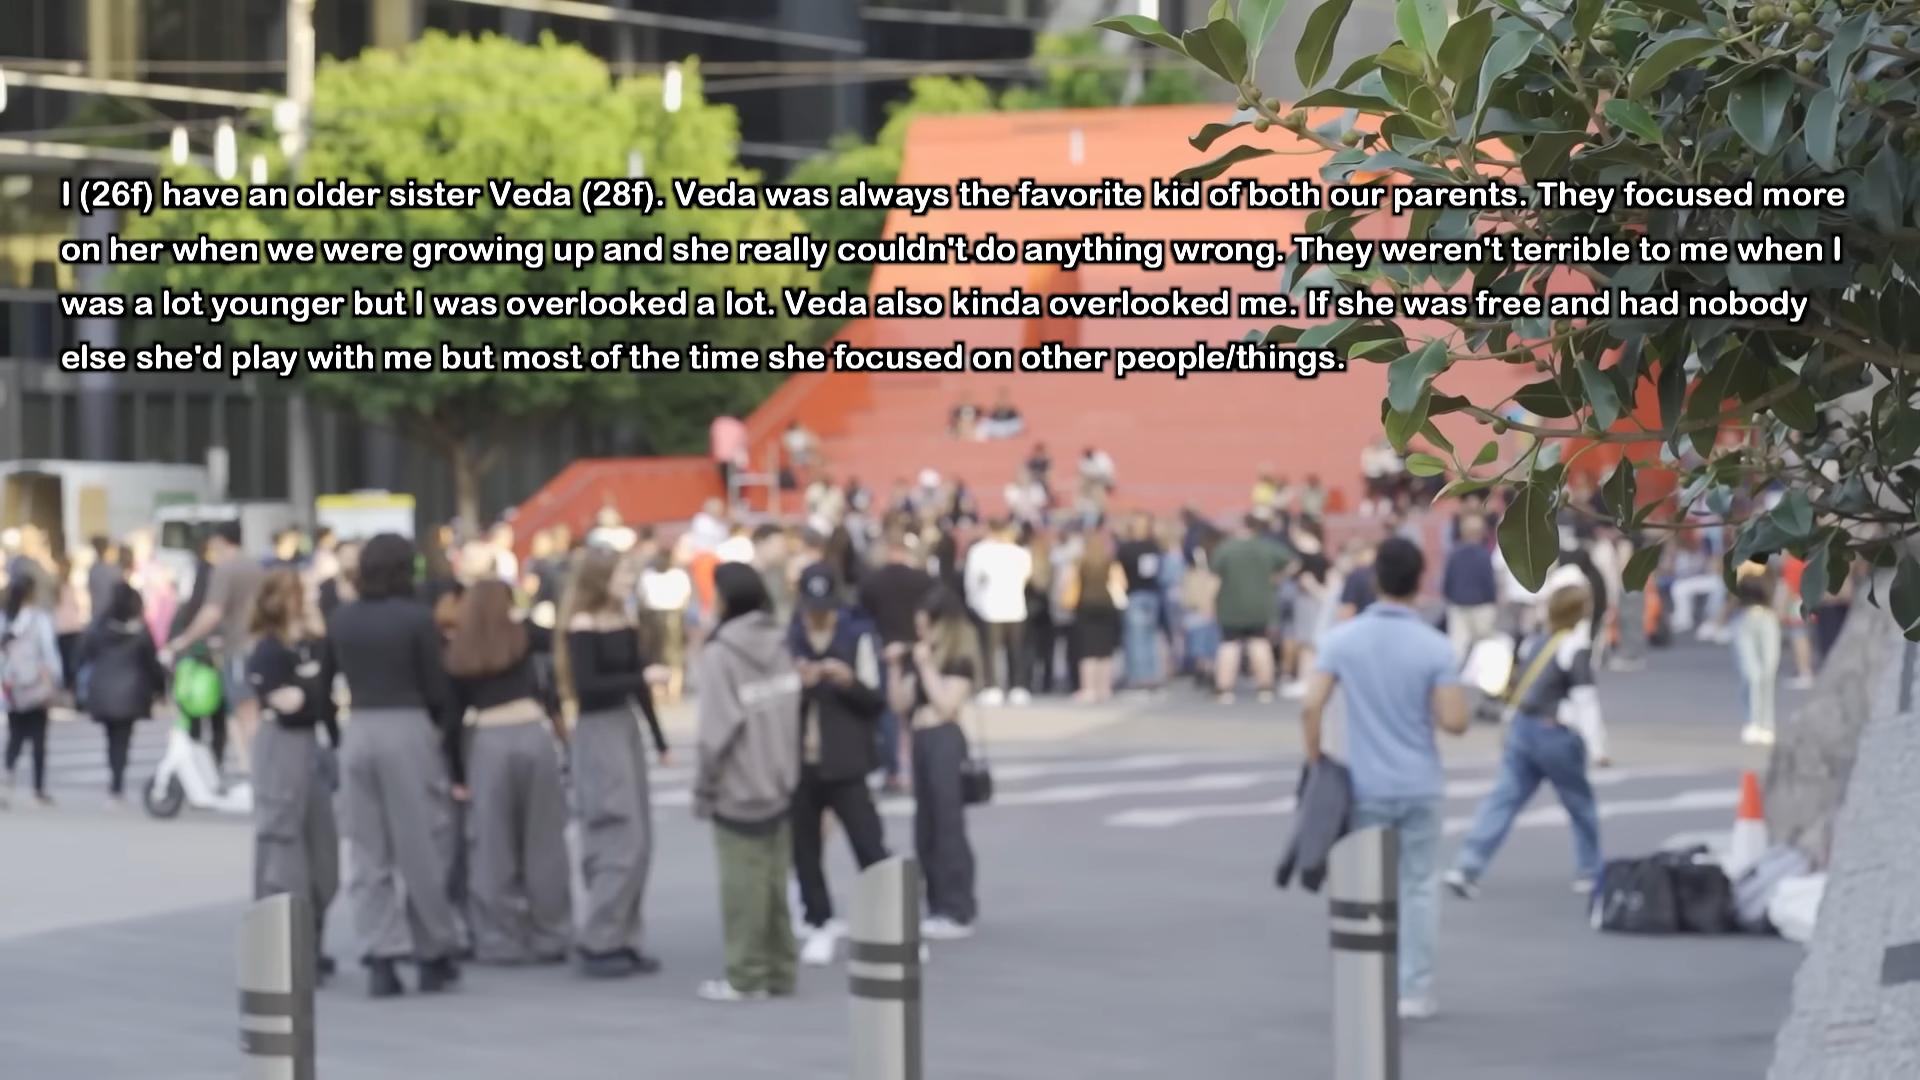 I (26f) have an older sister Veda (28f). Veda was always the favorite kid of both our parents. They focused more
on her when we were growing up and she really couldn't do anything wrong. They weren't terrible to me when I
was a lot younger but I was overlooked a lot. Veda also kinda overlooked me. If she was free and had nobody
else she'd play with me but most of the time she focused on other people/things.